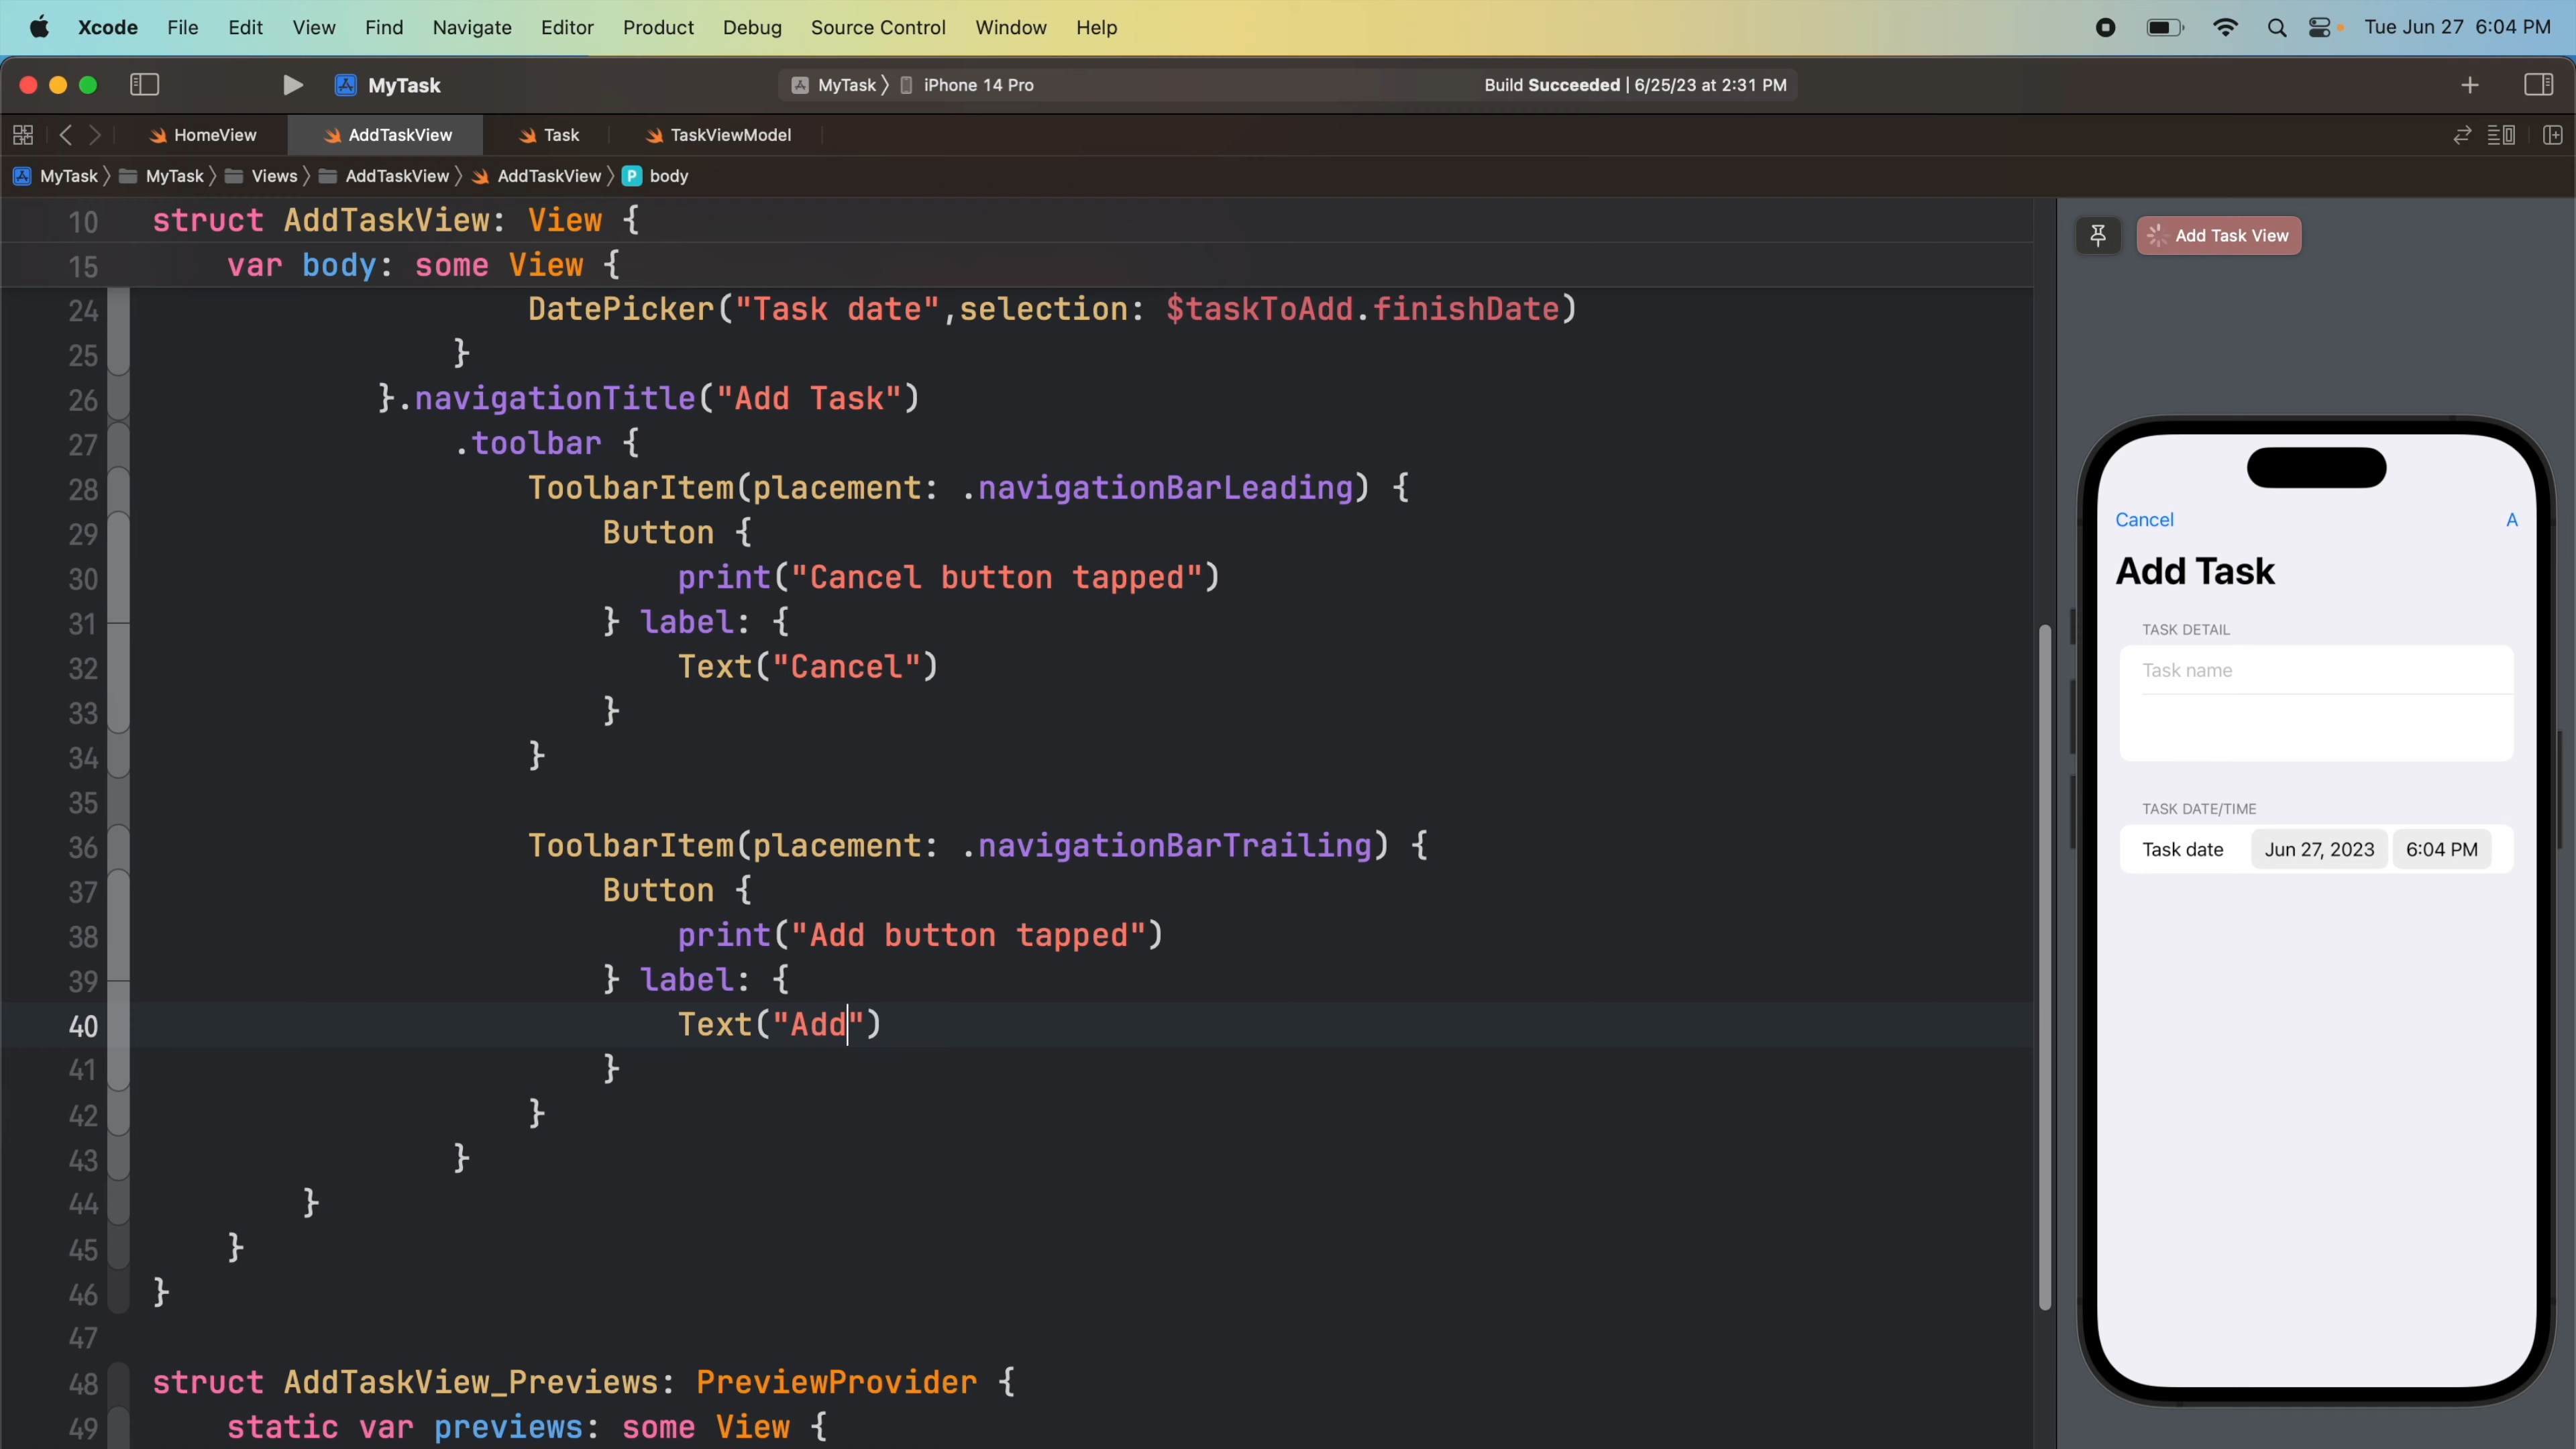 Xcode File Edit View Find Navigate Editor Product Debug Source Control Window Help Tue Jun 27 6:04 PM
MyTask MyTask 〉 iPhone 14 Pro Build Succeeded | 6/25/23 at 2:31 PM
HomeView AddTaskView Task TaskViewModel
MyTask 〉 MyTask 〉 Views 〉 AddTaskView 〉 AddTaskView 〉 P body
10 struct AddTaskView: View {
15 var body: some View {
24 DatePicker("Task date",selection: $taskToAdd.finishDate)
25 }
26 }.navigationTitle("Add Task")
27 .toolbar {
28 ToolbarItem(placement: .navigationBarLeading) {
29 Button {
30 print("Cancel button tapped")
31 } label: {
32 Text("Cancel")
33 }
34 }
35
36 ToolbarItem(placement: .navigationBarTrailing) {
37 Button {
38 print("Add button tapped")
39 } label: {
40 Text("Add")
41 }
42 }
43 }
44 }
45 }
46 }
47
48 struct AddTaskView_Previews: PreviewProvider {
49 static var previews: some View {
Add Task View
Cancel A
Add Task
TASK DETAIL
Task name
TASK DATE/TIME
Task date Jun 27, 2023 6:04 PM